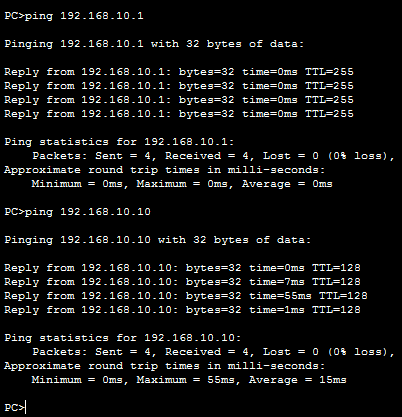 PC>ping 192.168.10.1
Pinging 192.168.10.1 with 32 bytes of data:
Reply from 192.168.10.1: bytes=32 time=0ms TTL=255
Reply from 192.168.10.1: bytes=32 time=0ms TTL=255
Reply from 192.168.10.1: bytes=32 time=0ms TTL=255
Reply from 192.168.10.1: bytes=32 time=0ms TTL=255
Ping statistics for 192.168.10.1:
    Packets: Sent = 4, Received = 4, Lost = 0 (0% loss),
Approximate round trip times in milli-seconds:
    Minimum = 0ms, Maximum = 0ms, Average = 0ms
PC>ping 192.168.10.10
Pinging 192.168.10.10 with 32 bytes of data:
Reply from 192.168.10.10: bytes=32 time=0ms TTL=128
Reply from 192.168.10.10: bytes=32 time=7ms TTL=128
Reply from 192.168.10.10: bytes=32 time=55ms TTL=128
Reply from 192.168.10.10: bytes=32 time=1ms TTL=128
Ping statistics for 192.168.10.10:
    Packets: Sent = 4, Received = 4, Lost = 0 (0% loss),
Approximate round trip times in milli-seconds:
    Minimum = 0ms, Maximum = 55ms, Average = 15ms
PC>